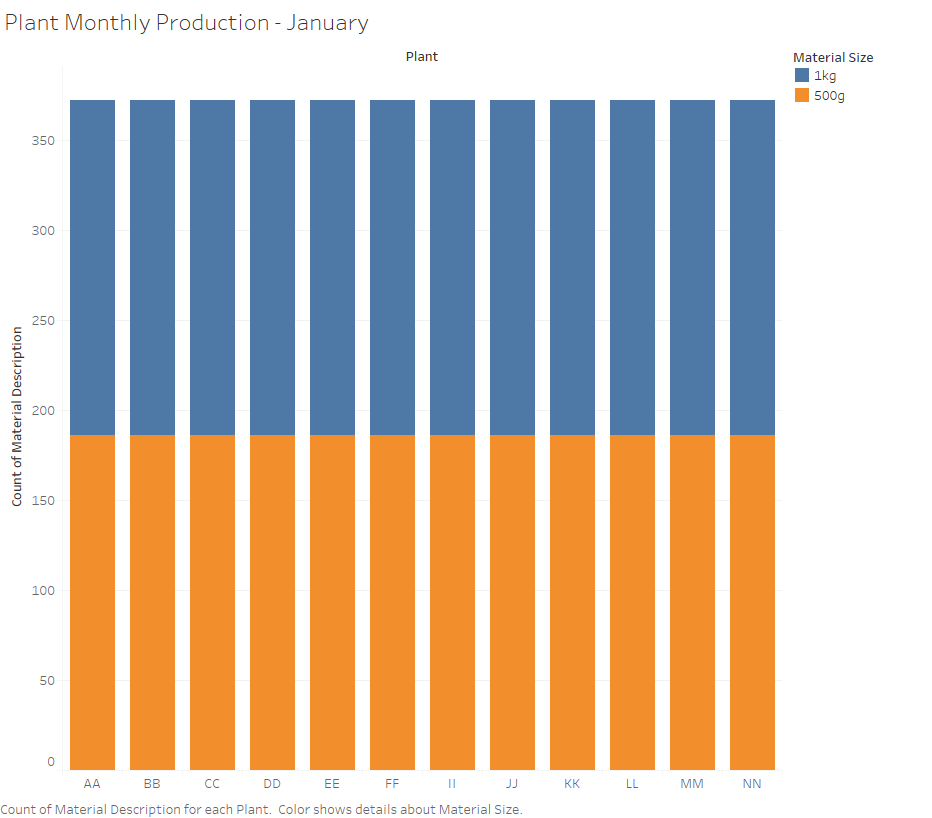 Plant Monthly Production - January
Plant
Material Size
1kg
500g
Count of Material Description
350
300
250
200
150
100
50
0
AA BB CC DD EE FF II JJ KK LL MM NN
Count of Material Description for each Plant.  Color shows details about Material Size.